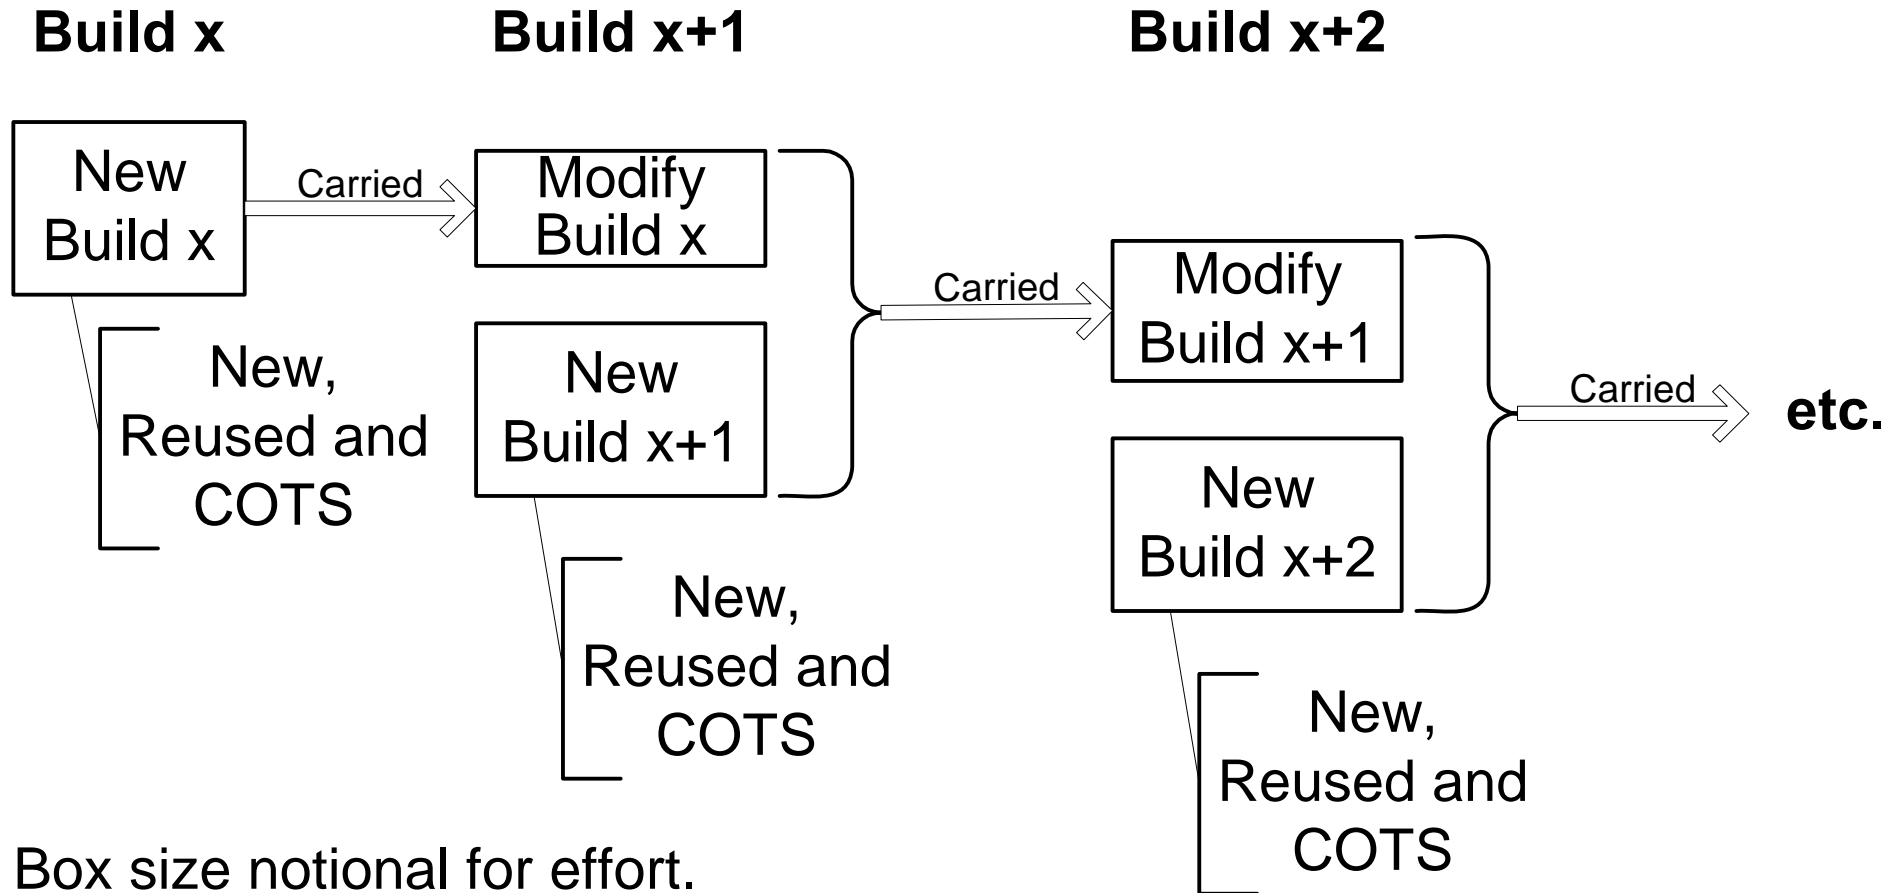 Build x
Build x+1
Build x+2
New
Build x
Carried
Modify
Build x
New
Build x+1
Carried
Modify
Build x+1
New
Build x+2
Carried
etc.
New,
Reused and
COTS
New,
Reused and
COTS
New,
Reused and
COTS
Box size notional for effort.